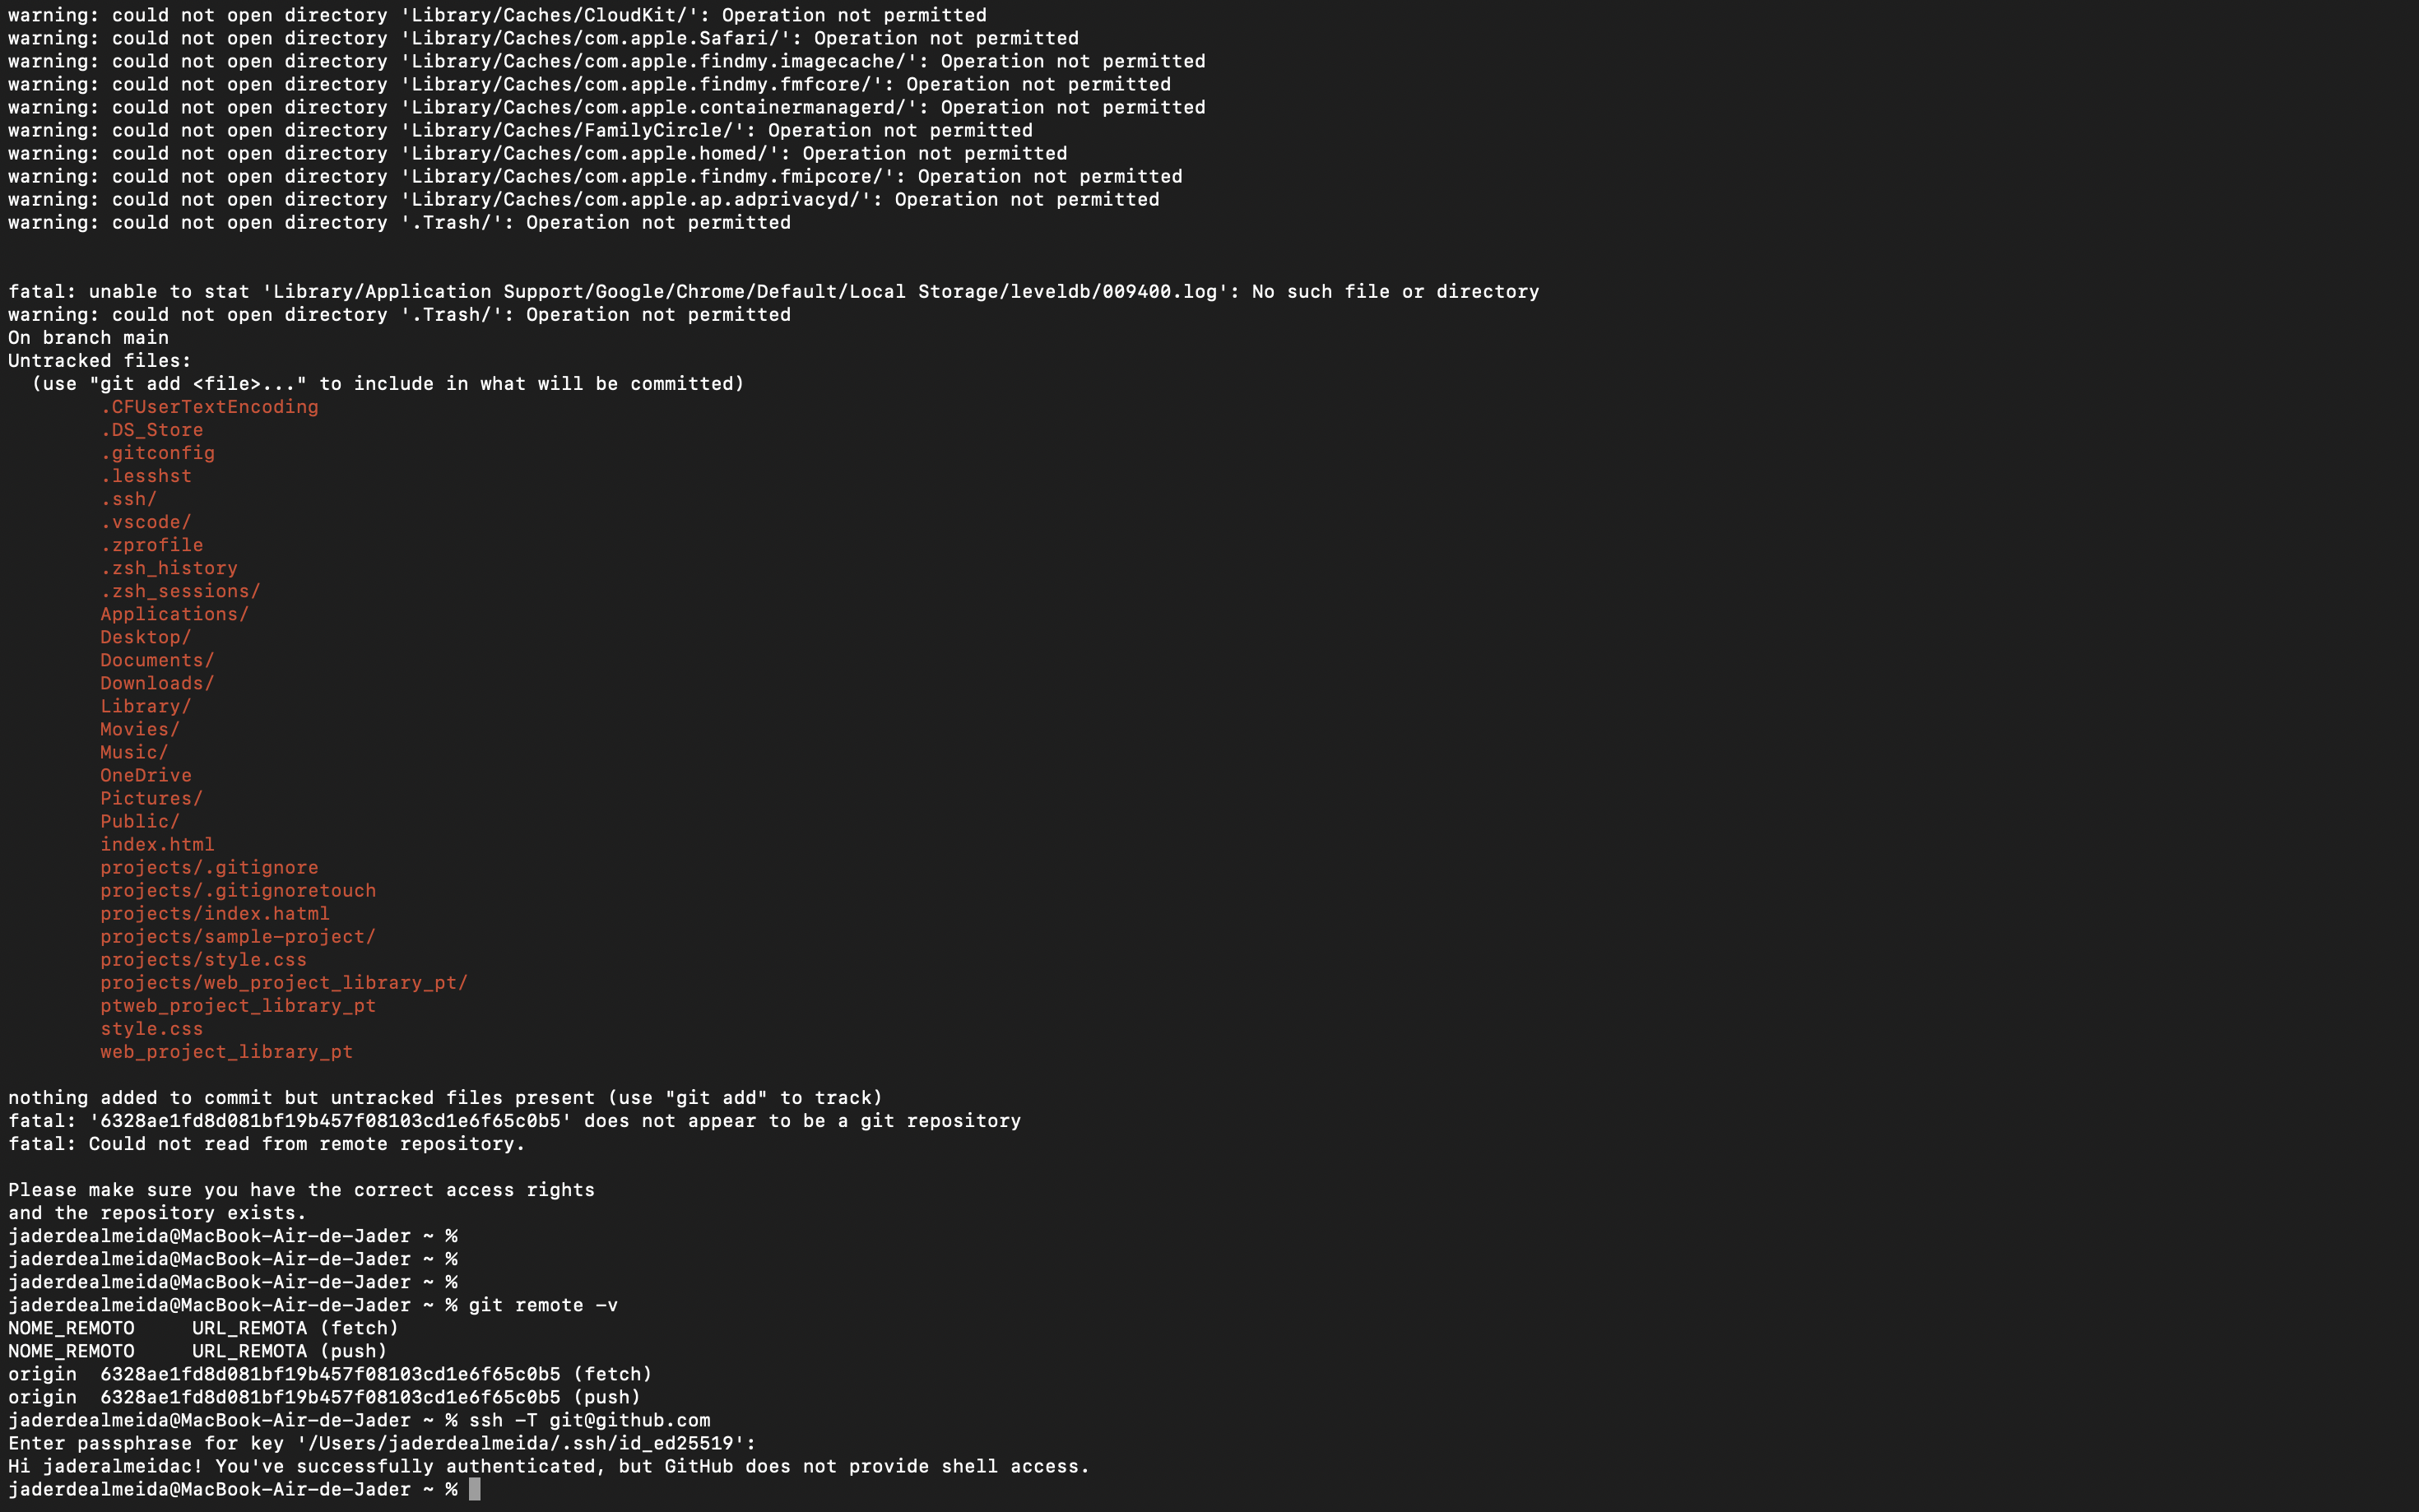 warning: could not open directory 'Library/Caches/CloudKit/': Operation not permitted
warning: could not open directory 'Library/Caches/com.apple.Safari/': Operation not permitted
warning: could not open directory 'Library/Caches/com.apple.findmy.imagecache/': Operation not permitted
warning: could not open directory 'Library/Caches/com.apple.findmy.fmfcore/': Operation not permitted
warning: could not open directory 'Library/Caches/com.apple.containermanagerd/': Operation not permitted
warning: could not open directory 'Library/Caches/FamilyCircle/': Operation not permitted
warning: could not open directory 'Library/Caches/com.apple.homed/': Operation not permitted
warning: could not open directory 'Library/Caches/com.apple.findmy.fmipcore/': Operation not permitted
warning: could not open directory 'Library/Caches/com.apple.ap.adprivacyd/': Operation not permitted
warning: could not open directory '.Trash/': Operation not permitted
fatal: unable to stat 'Library/Application Support/Google/Chrome/Default/Local Storage/leveldb/009400.log': No such file or directory
warning: could not open directory '.Trash/': Operation not permitted
On branch main
Untracked files:
  (use "git add <file>..." to include in what will be committed)
        .CFUserTextEncoding
        .DS_Store
        .gitconfig
        .lesshst
        .ssh/
        .vscode/
        .zprofile
        .zsh_history
        .zsh_sessions/
        Applications/
        Desktop/
        Documents/
        Downloads/
        Library/
        Movies/
        Music/
        OneDrive
        Pictures/
        Public/
        index.html
        projects/.gitignore
        projects/.gitignoretouch
        projects/index.hatml
        projects/sample-project/
        projects/style.css
        projects/web_project_library_pt/
        ptweb_project_library_pt
        style.css
        web_project_library_pt
nothing added to commit but untracked files present (use "git add" to track)
fatal: '6328ae1fd8d081bf19b457f08103cd1e6f65c0b5' does not appear to be a git repository
fatal: Could not read from remote repository.
Please make sure you have the correct access rights
and the repository exists.
jaderdealmeida@MacBook-Air-de-Jader ~ %
jaderdealmeida@MacBook-Air-de-Jader ~ %
jaderdealmeida@MacBook-Air-de-Jader ~ %
jaderdealmeida@MacBook-Air-de-Jader ~ % git remote -v
NOME_REMOTO     URL_REMOTA (fetch)
NOME_REMOTO     URL_REMOTA (push)
origin  6328ae1fd8d081bf19b457f08103cd1e6f65c0b5 (fetch)
origin  6328ae1fd8d081bf19b457f08103cd1e6f65c0b5 (push)
jaderdealmeida@MacBook-Air-de-Jader ~ % ssh -T git@github.com
Enter passphrase for key '/Users/jaderdealmeida/.ssh/id_ed25519':
Hi jaderalmeidac! You've successfully authenticated, but GitHub does not provide shell access.
jaderdealmeida@MacBook-Air-de-Jader ~ %